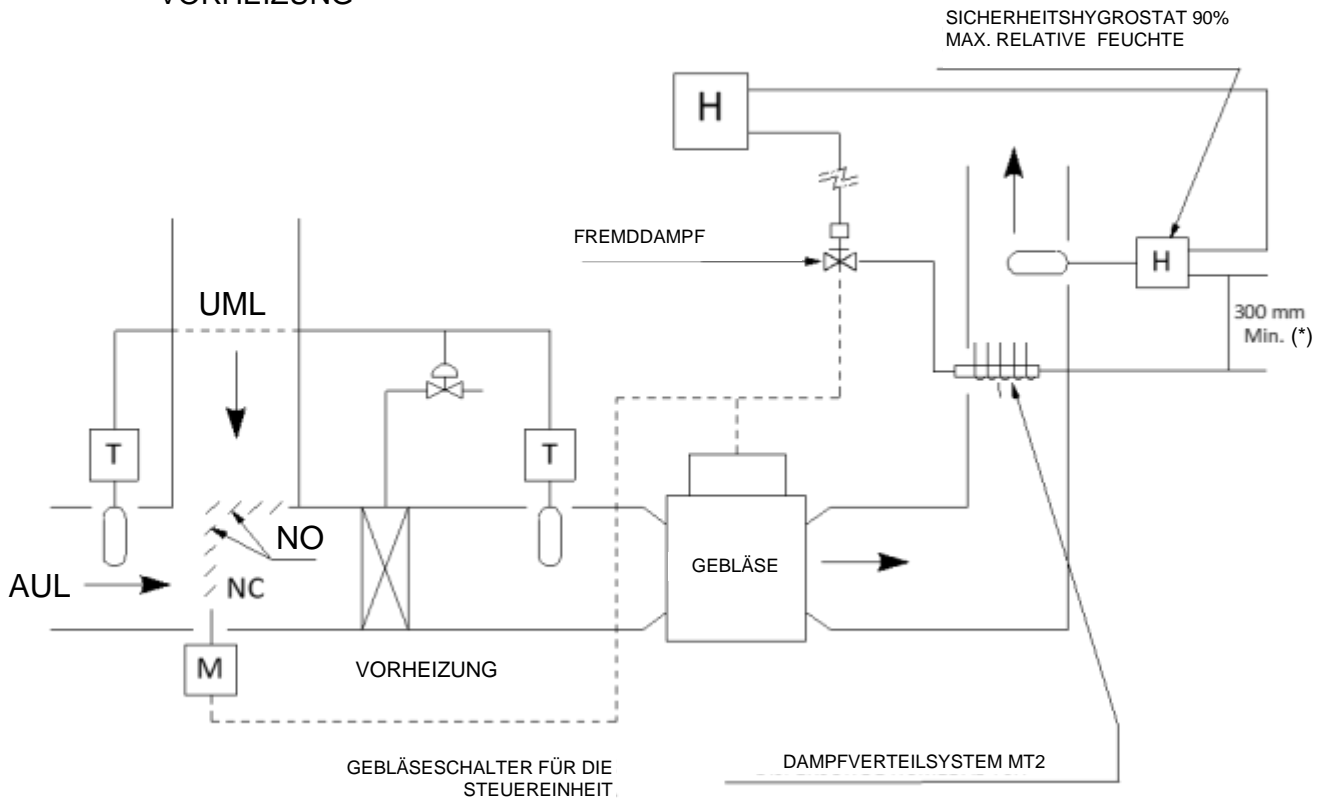 VORHEIZUNG
SICHERHEITSHYGROSTAT 90%
MAX. RELATIVE FEUCHTE
H
FREMDDAMPF
H
UML
300 mm
Min. (*)
T
T
NO
GEBLÄSE
AUL
NC
M
VORHEIZUNG
GEBLÄSESCHALTER FÜR DIE
STEUEREINHEIT
DAMPFVERTEILSYSTEM MT2